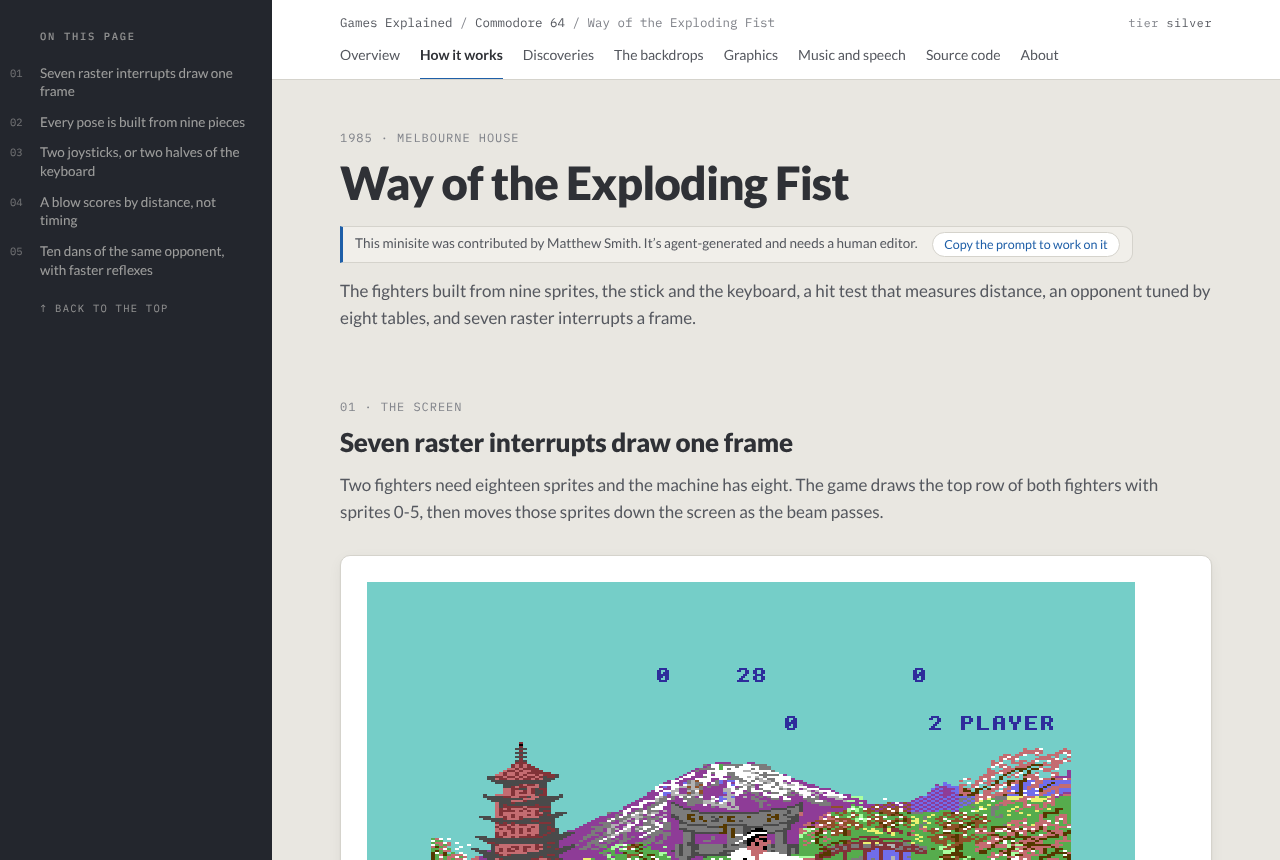 ON THIS PAGE
01 Seven raster interrupts draw one
frame
02 Every pose is built from nine pieces
03 Two joysticks, or two halves of the
keyboard
04 A blow scores by distance, not
timing
05 Ten dans of the same opponent,
with faster reflexes
↑ BACK TO THE TOP
Games Explained / Commodore 64 / Way of the Exploding Fist
tier silver
Overview How it works Discoveries The backdrops Graphics Music and speech Source code About
1985 · MELBOURNE HOUSE
Way of the Exploding Fist
This minisite was contributed by Matthew Smith. It’s agent-generated and needs a human editor. Copy the prompt to work on it
The fighters built from nine sprites, the stick and the keyboard, a hit test that measures distance, an opponent tuned by
eight tables, and seven raster interrupts a frame.
01 · THE SCREEN
Seven raster interrupts draw one frame
Two fighters need eighteen sprites and the machine has eight. The game draws the top row of both fighters with
sprites 0-5, then moves those sprites down the screen as the beam passes.
0 28 0
0 2 PLAYER